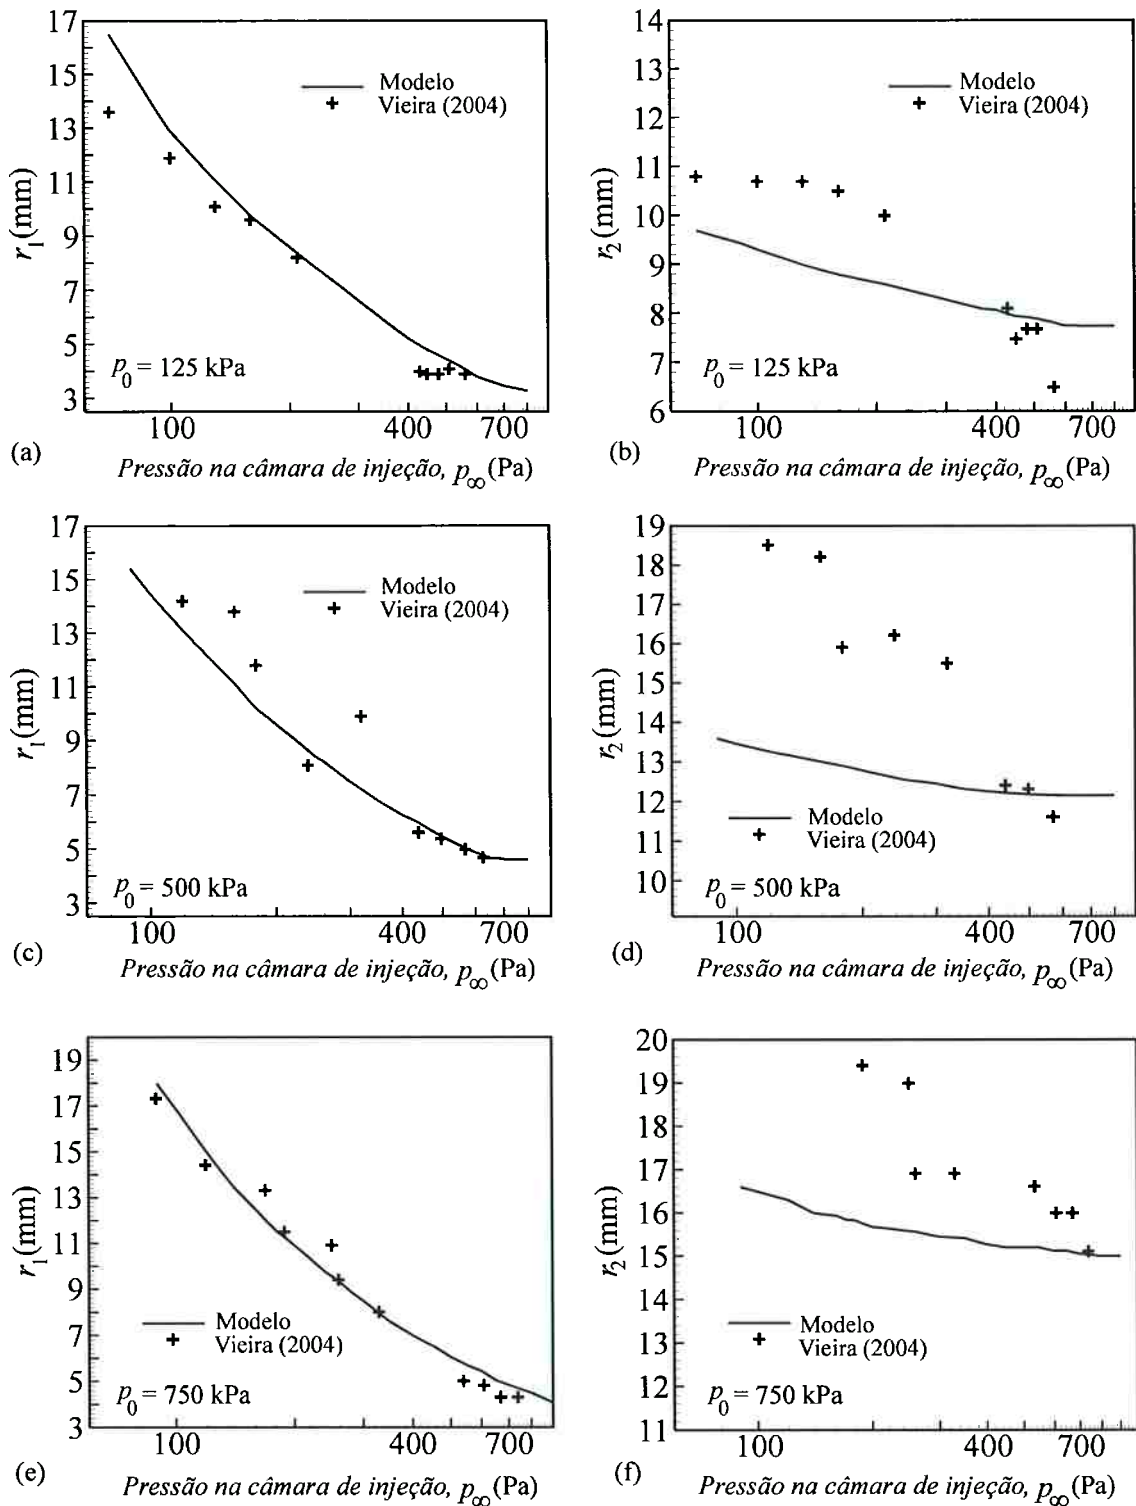 17
15
13
11
9
7
5
3
r1(mm)
Modelo
Vieira (2004)
p0 = 125 kPa
100 400 700
(a)
Pressão na câmara de injeção, p∞(Pa)
14
13
12
11
10
9
8
7
6
r2(mm)
Modelo
Vieira (2004)
p0 = 125 kPa
100 400 700
(b)
Pressão na câmara de injeção, p∞(Pa)
17
15
13
11
9
7
5
3
r1(mm)
Modelo
Vieira (2004)
p0 = 500 kPa
100 400 700
(c)
Pressão na câmara de injeção, p∞(Pa)
19
18
17
16
15
14
13
12
11
10
r2(mm)
Modelo
Vieira (2004)
p0 = 500 kPa
100 400 700
(d)
Pressão na câmara de injeção, p∞(Pa)
19
17
15
13
11
9
7
5
3
r1(mm)
Modelo
Vieira (2004)
p0 = 750 kPa
100 400 700
(e)
Pressão na câmara de injeção, p∞(Pa)
20
19
18
17
16
15
14
13
12
11
r2(mm)
Modelo
Vieira (2004)
p0 = 750 kPa
100 400 700
(f)
Pressão na câmara de injeção, p∞(Pa)